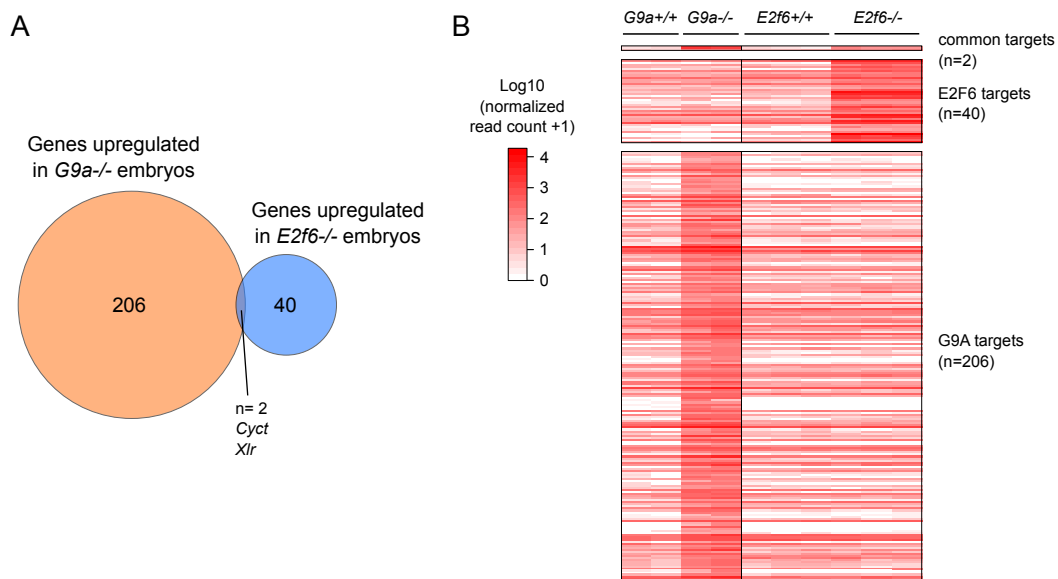 A
Genes upregulated
in G9a-/- embryos
Genes upregulated
in E2f6-/- embryos
206
40
n= 2
Cyct
Xlr
B
G9a+/+
G9a-/-
E2f6+/+
E2f6-/-
common targets
(n=2)
E2F6 targets
(n=40)
G9A targets
(n=206)
Log10
(normalized
read count +1)
4
3
2
1
0